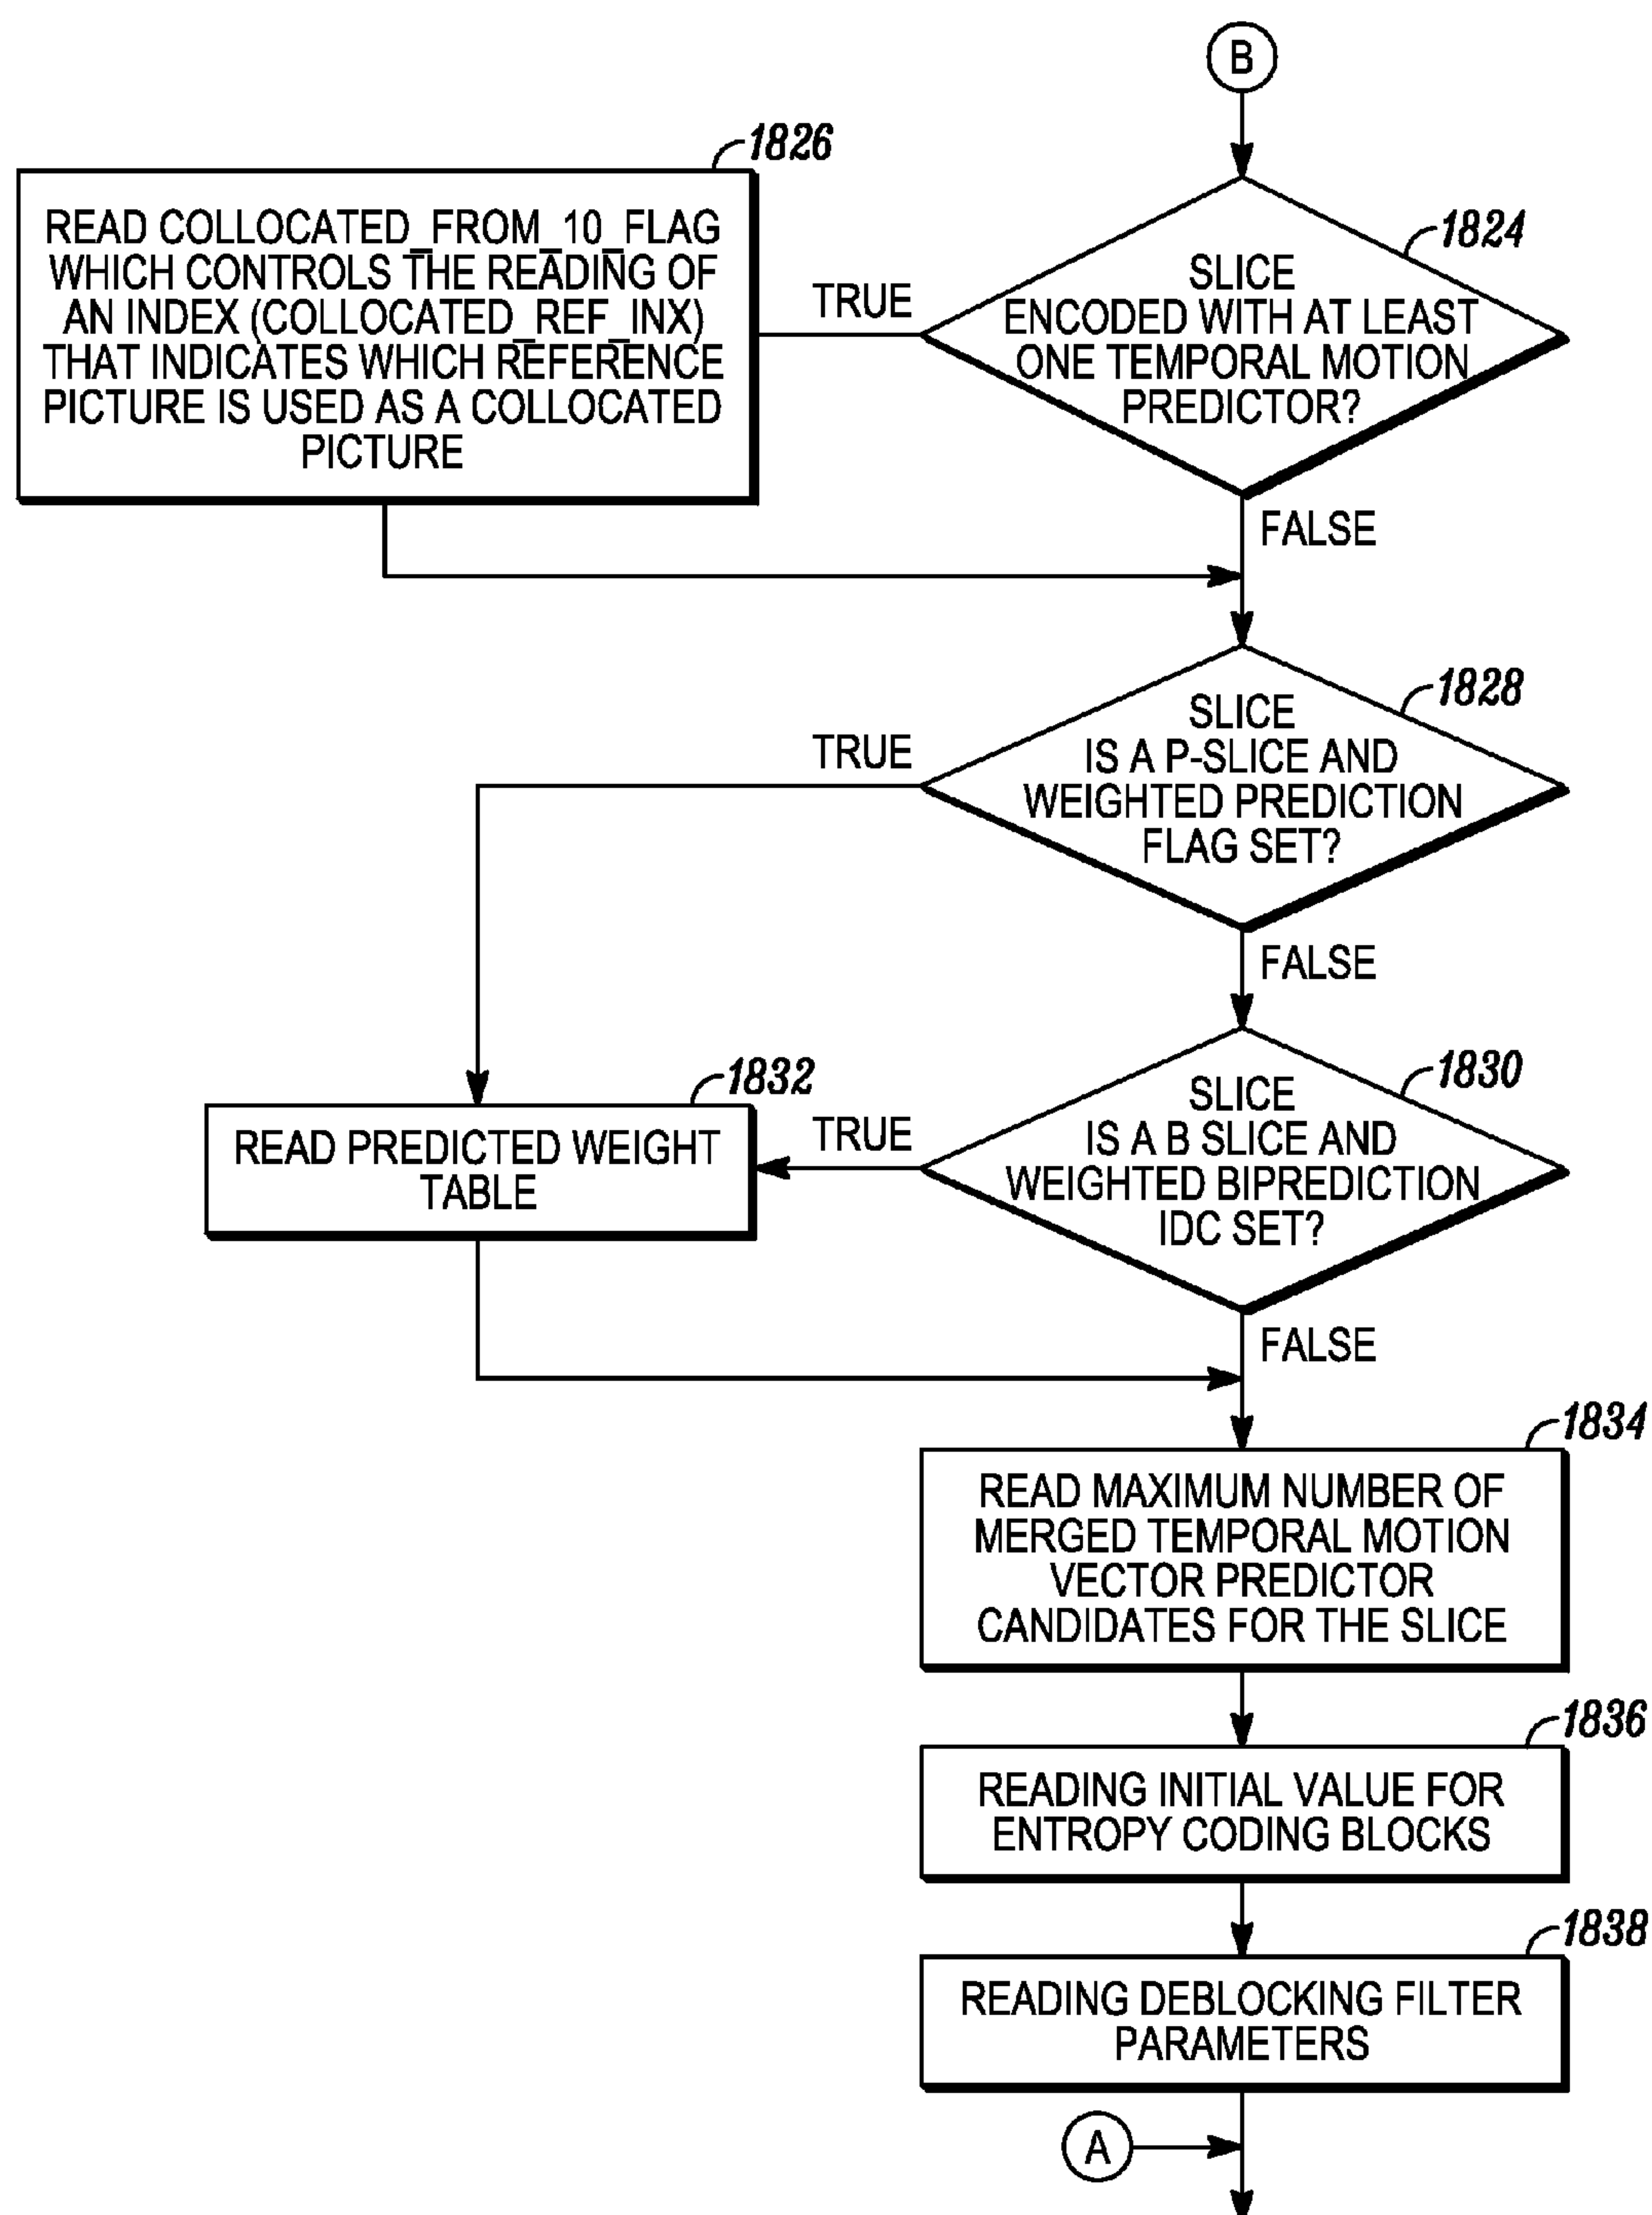 B
1824
SLICE
ENCODED WITH AT LEAST
ONE TEMPORAL MOTION
PREDICTOR?
TRUE
1826
READ COLLOCATED_FROM_10_FLAG
WHICH CONTROLS THE READING OF
AN INDEX (COLLOCATED_REF_INX)
THAT INDICATES WHICH REFERENCE
PICTURE IS USED AS A COLLOCATED
PICTURE
FALSE
1828
SLICE
IS A P-SLICE AND
WEIGHTED PREDICTION
FLAG SET?
TRUE
FALSE
1830
SLICE
IS A B SLICE AND
WEIGHTED BIPREDICTION
IDC SET?
TRUE
1832
READ PREDICTED WEIGHT
TABLE
FALSE
1834
READ MAXIMUM NUMBER OF
MERGED TEMPORAL MOTION
VECTOR PREDICTOR
CANDIDATES FOR THE SLICE
1836
READING INITIAL VALUE FOR
ENTROPY CODING BLOCKS
1838
READING DEBLOCKING FILTER
PARAMETERS
A